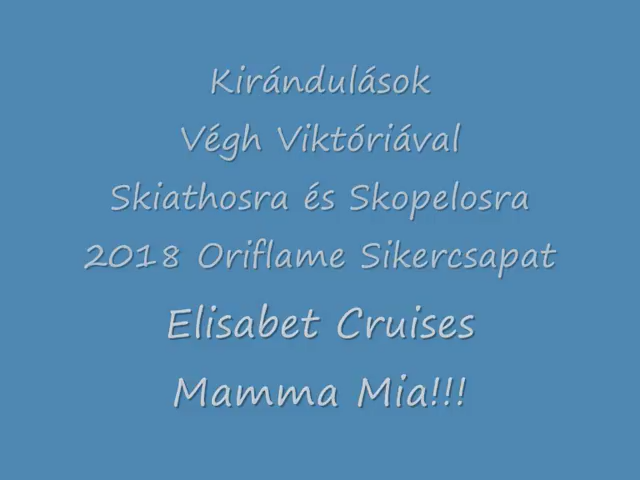 Kirándulások
Végh Viktóriával
Skiathosra és Skopelosra
2018 Oriflame Sikercsapat
Elisabet Cruises
Mamma Mia!!!